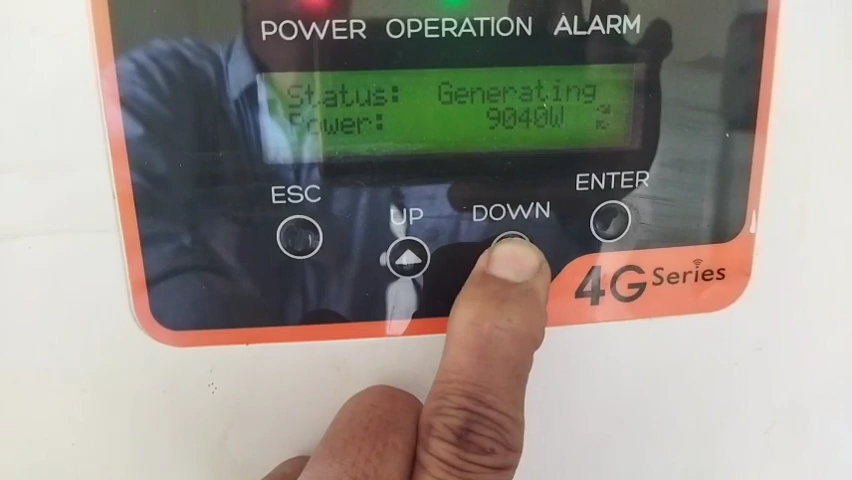 POWER OPERATION ALARM
Status: Generating
Power: 9040W
ESC UP DOWN ENTER
4G Series